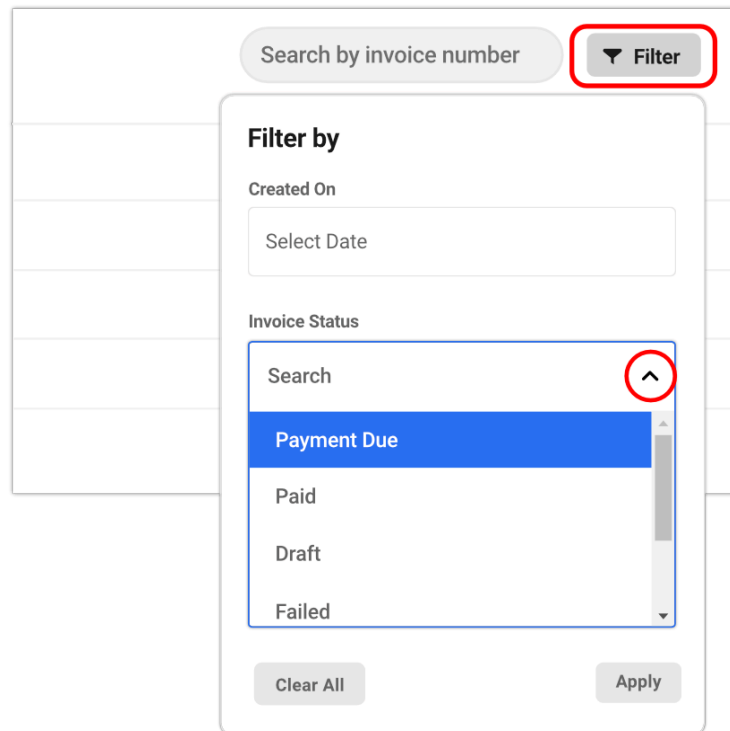 Search by invoice number
Filter
Filter by
Created On
Select Date
Invoice Status
Search
Payment Due
Paid
Draft
Failed
Clear All
Apply